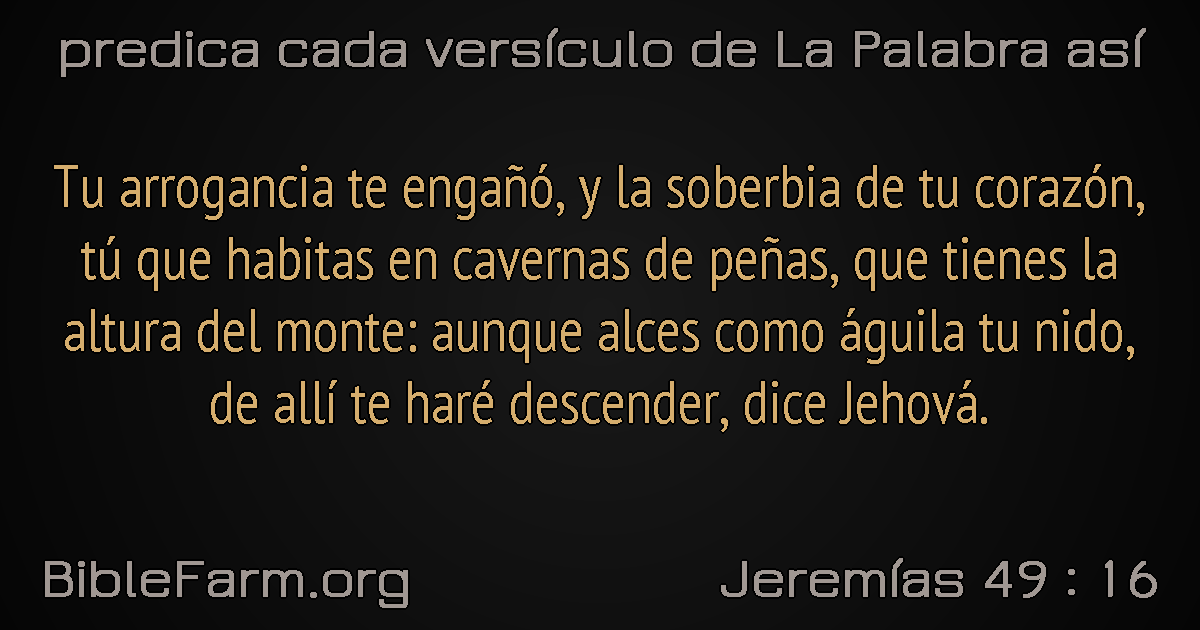 predica cada versículo de La Palabra así
Tu arrogancia te engañó, y la soberbia de tu corazón,
tú que habitas en cavernas de peñas, que tienes la
altura del monte: aunque alces como águila tu nido,
de allí te haré descender, dice Jehová.
BibleFarm.org
Jeremías 49 : 16